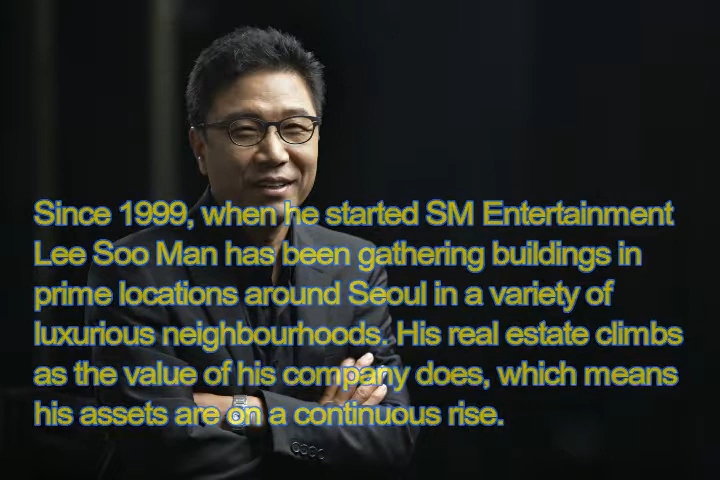 Since 1999, when he started SM Entertainment
Lee Soo Man has been gathering buildings in
prime locations around Seoul in a variety of
luxurious neighbourhoods. His real estate climbs
as the value of his company does, which means
his assets are on a continuous rise.